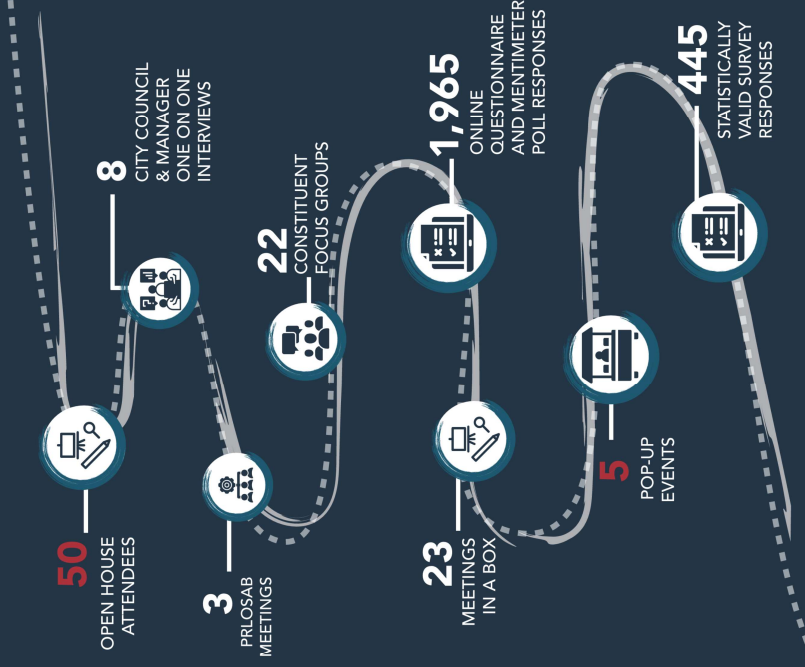 50
OPEN HOUSE
ATTENDEES
8
CITY COUNCIL
& MANAGER
ONE ON ONE
INTERVIEWS
3
PRLOSAB
MEETINGS
22
CONSTITUENT
FOCUS GROUPS
23
MEETINGS
IN A BOX
1,965
ONLINE
QUESTIONNAIRE
AND MENTIMETER
POLL RESPONSES
5
POP-UP
EVENTS
445
STATISTICALLY
VALID SURVEY
RESPONSES